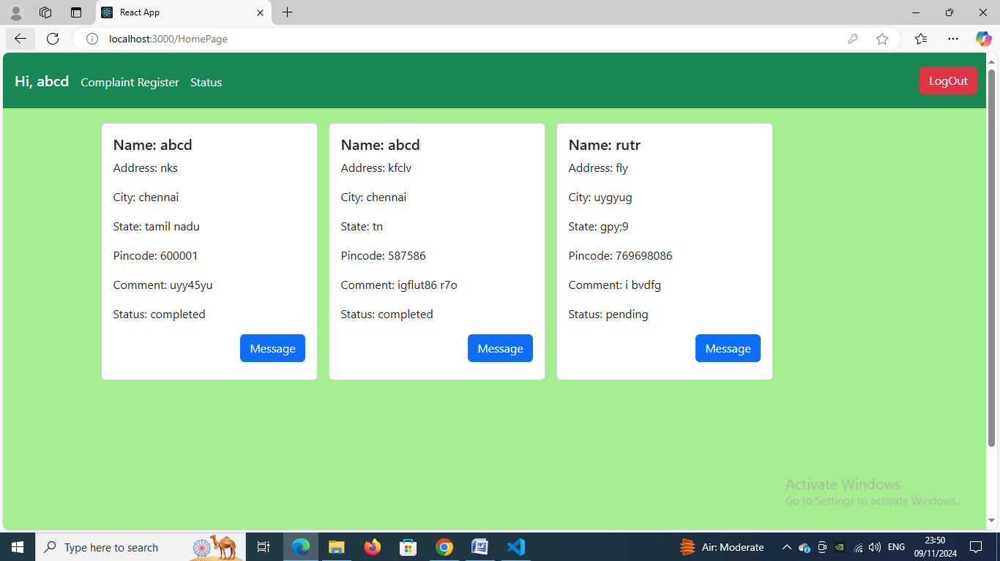 React App
localhost:3000/HomePage
Hi, abcd Complaint Register Status LogOut
Name: abcd
Address: nks
City: chennai
State: tamil nadu
Pincode: 600001
Comment: uyy45yu
Status: completed
Message
Name: abcd
Address: kfclv
City: chennai
State: tn
Pincode: 587586
Comment: igflut86 r7o
Status: completed
Message
Name: rutr
Address: fly
City: uygyug
State: gpy;9
Pincode: 769698086
Comment: i bvdfg
Status: pending
Message
Activate Windows
Go to Settings to activate Windows.
Type here to search
Air: Moderate
ENG
23:50
09/11/2024